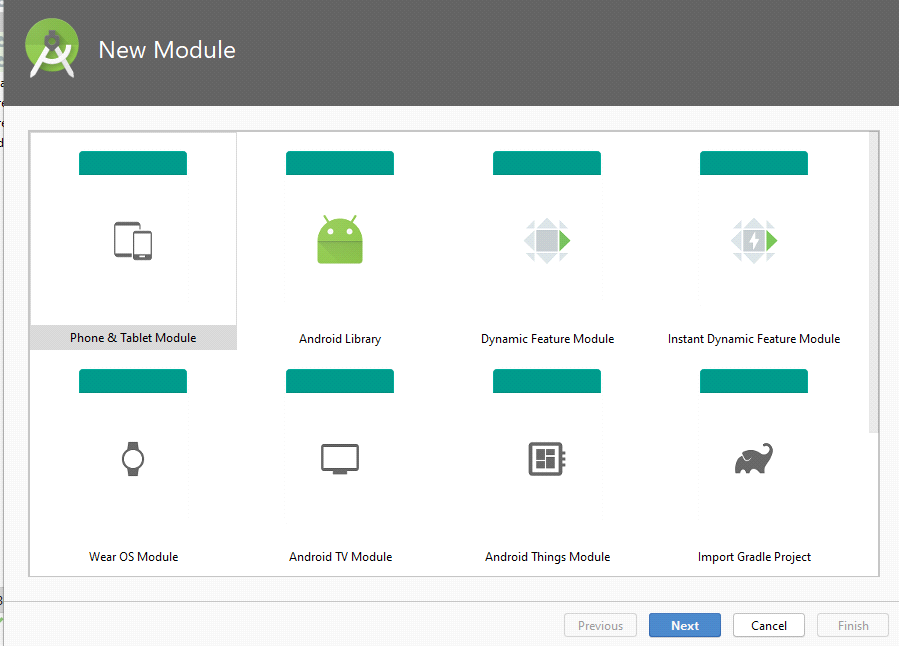 New Module
Phone & Tablet Module
Android Library
Dynamic Feature Module
Instant Dynamic Feature Module
Wear OS Module
Android TV Module
Android Things Module
Import Gradle Project
Previous
Next
Cancel
Finish